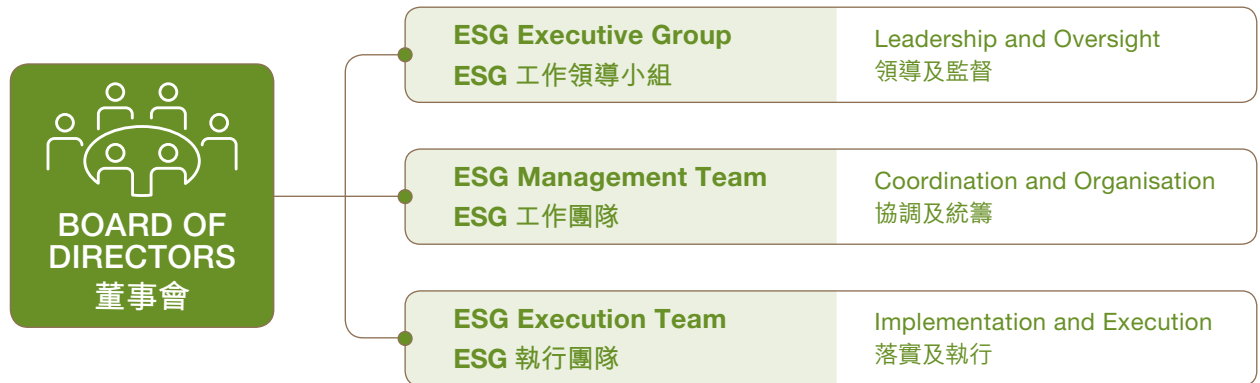 BOARD OF
DIRECTORS
董事會
ESG Executive Group
ESG 工作領導小組
Leadership and Oversight
領導及監督
ESG Management Team
ESG 工作團隊
Coordination and Organisation
協調及統籌
ESG Execution Team
ESG 執行團隊
Implementation and Execution
落實及執行